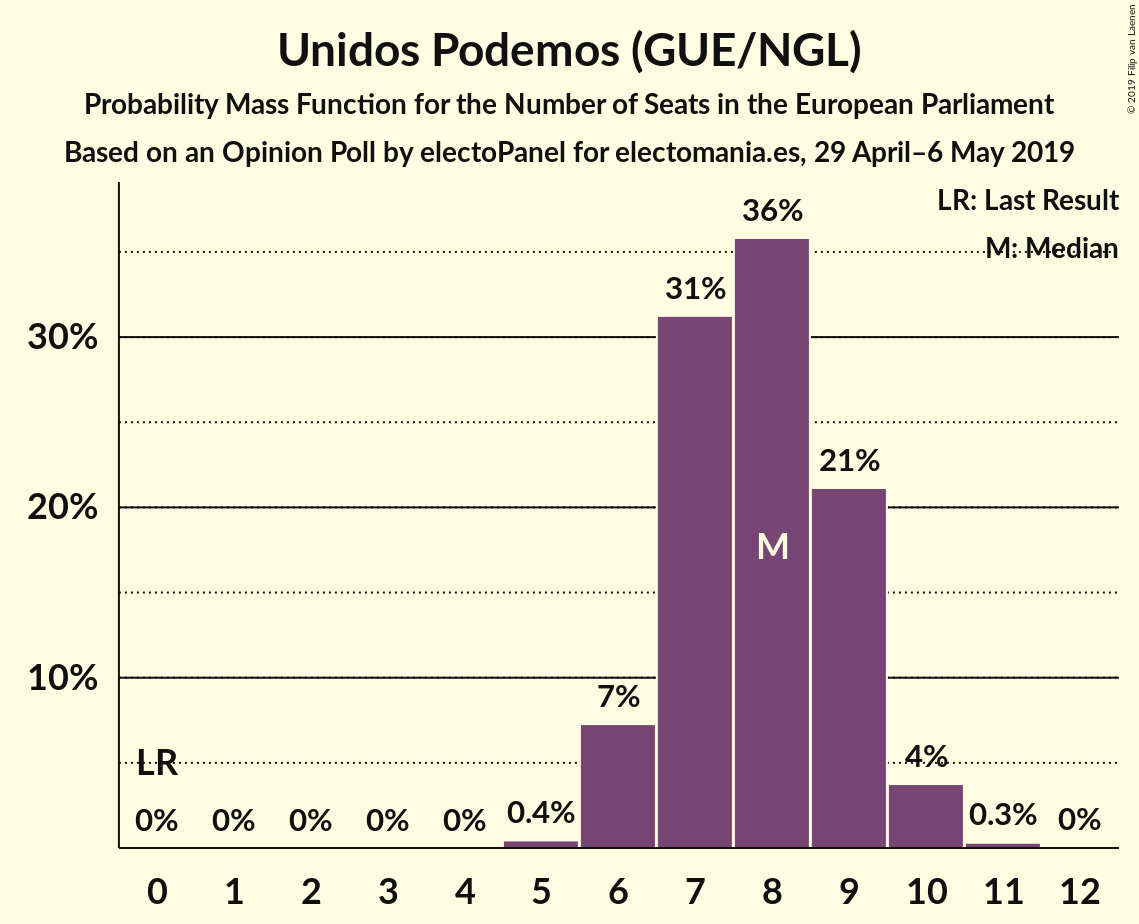 Unidos Podemos (GUE/NGL)
Probability Mass Function for the Number of Seats in the European Parliament
Based on an Opinion Poll by electoPanel for electomania.es, 29 April–6 May 2019
© 2019 Filip van Laenen
LR: Last Result
M: Median
36%
31%
30%
21%
20%
M
10%
7%
LR
4%
0% 0% 0% 0% 0% 0.4% 0.3% 0%
0 1 2 3 4 5 6 7 8 9 10 11 12